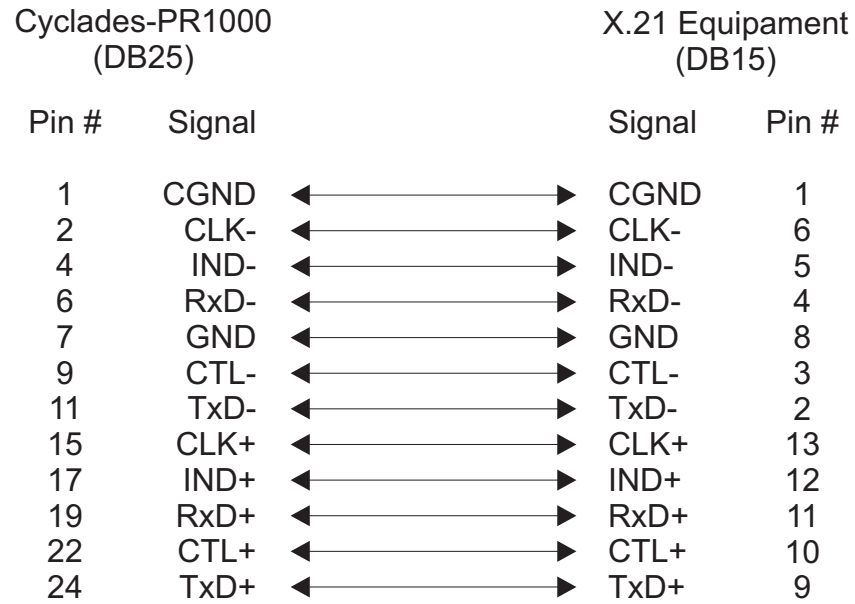 Cyclades-PR1000 X.21 Equipament
(DB25) (DB15)
Pin # Signal Signal Pin #
1 CGND CGND 1
2 CLK- CLK- 6
4 IND- IND- 5
6 RxD- RxD- 4
7 GND GND 8
9 CTL- CTL- 3
11 TxD- TxD- 2
15 CLK+ CLK+ 13
17 IND+ IND+ 12
19 RxD+ RxD+ 11
22 CTL+ CTL+ 10
24 TxD+ TxD+ 9